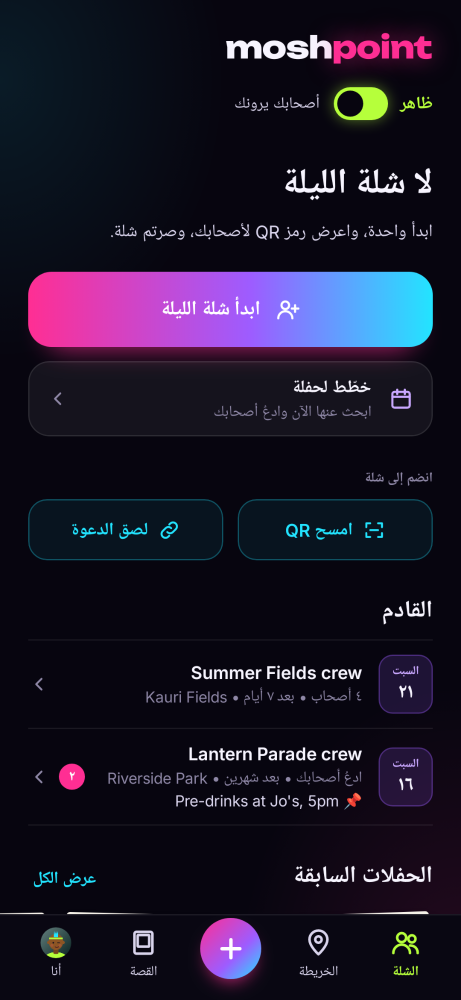 moshpoint
ظاهر
أصحابك يرونك
لا شلة الليلة
ابدأ واحدة، واعرض رمز QR لأصحابك، وصرتم شلة.
ابدأ شلة الليلة
خطّط لحفلة
ابحث عنها الآن وادعُ أصحابك
انضم إلى شلة
امسح QR
لصق الدعوة
القادم
السبت
٢١
Summer Fields crew
٤ أصحاب • بعد ٧ أيام • Kauri Fields
السبت
١٦
Lantern Parade crew
ادعُ أصحابك • بعد شهرين • Riverside Park
📌 Pre-drinks at Jo's, 5pm
٢
الحفلات السابقة
عرض الكل
الشلة
الخريطة
القصة
أنا